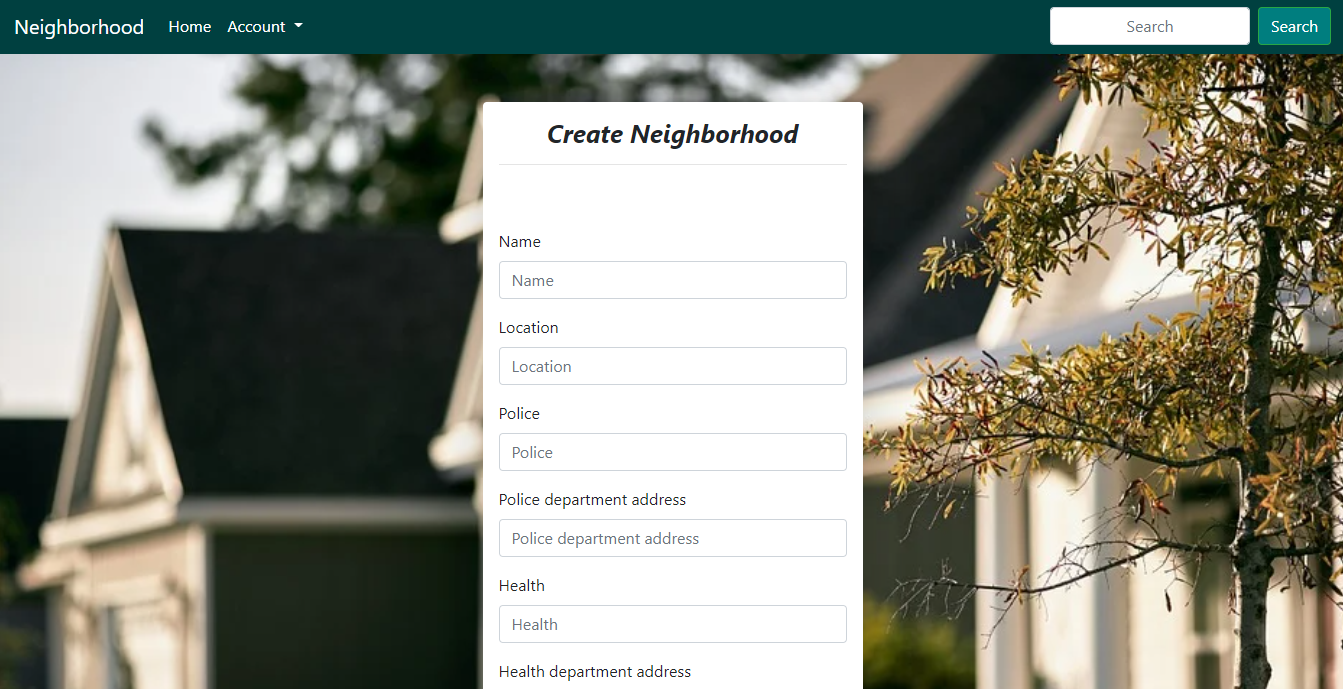 Neighborhood Home Account Search Search
Create Neighborhood
Name
Name
Location
Location
Police
Police
Police department address
Police department address
Health
Health
Health department address